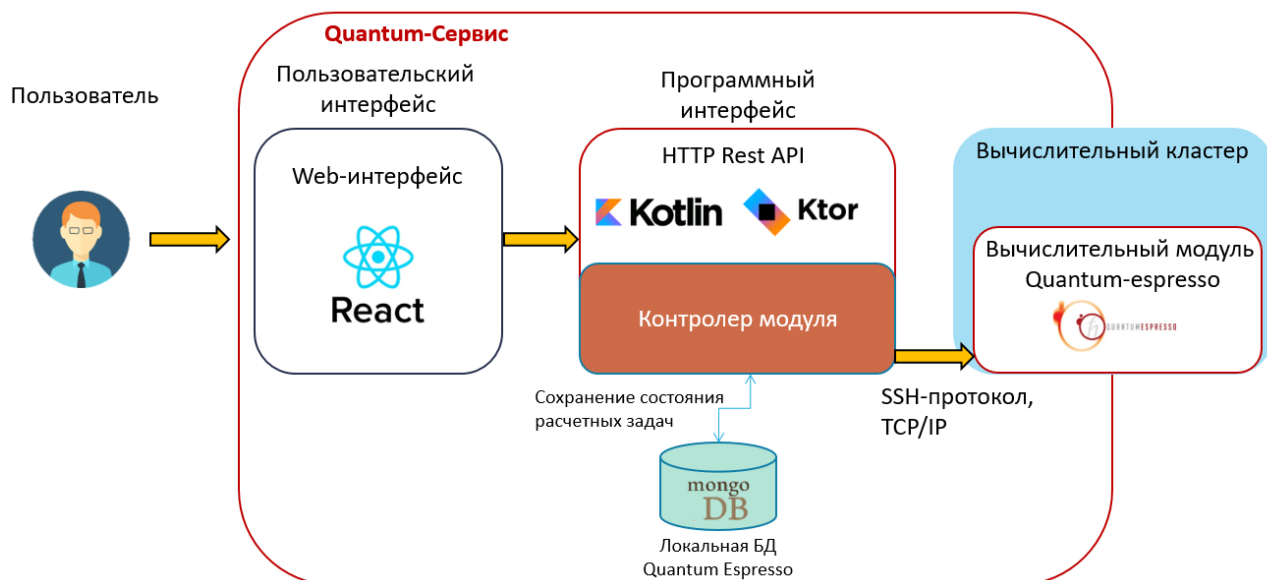 Quantum-Сервис
Пользователь
Пользовательский
интерфейс
Web-интерфейс
React
Программный
интерфейс
HTTP Rest API
Kotlin
Ktor
Контролер модуля
Вычислительный кластер
Вычислительный модуль
Quantum-espresso
QUANTUMESPRESSO
SSH-протокол,
TCP/IP
Сохранение состояния
расчетных задач
mongo
DB
Локальная БД
Quantum Espresso